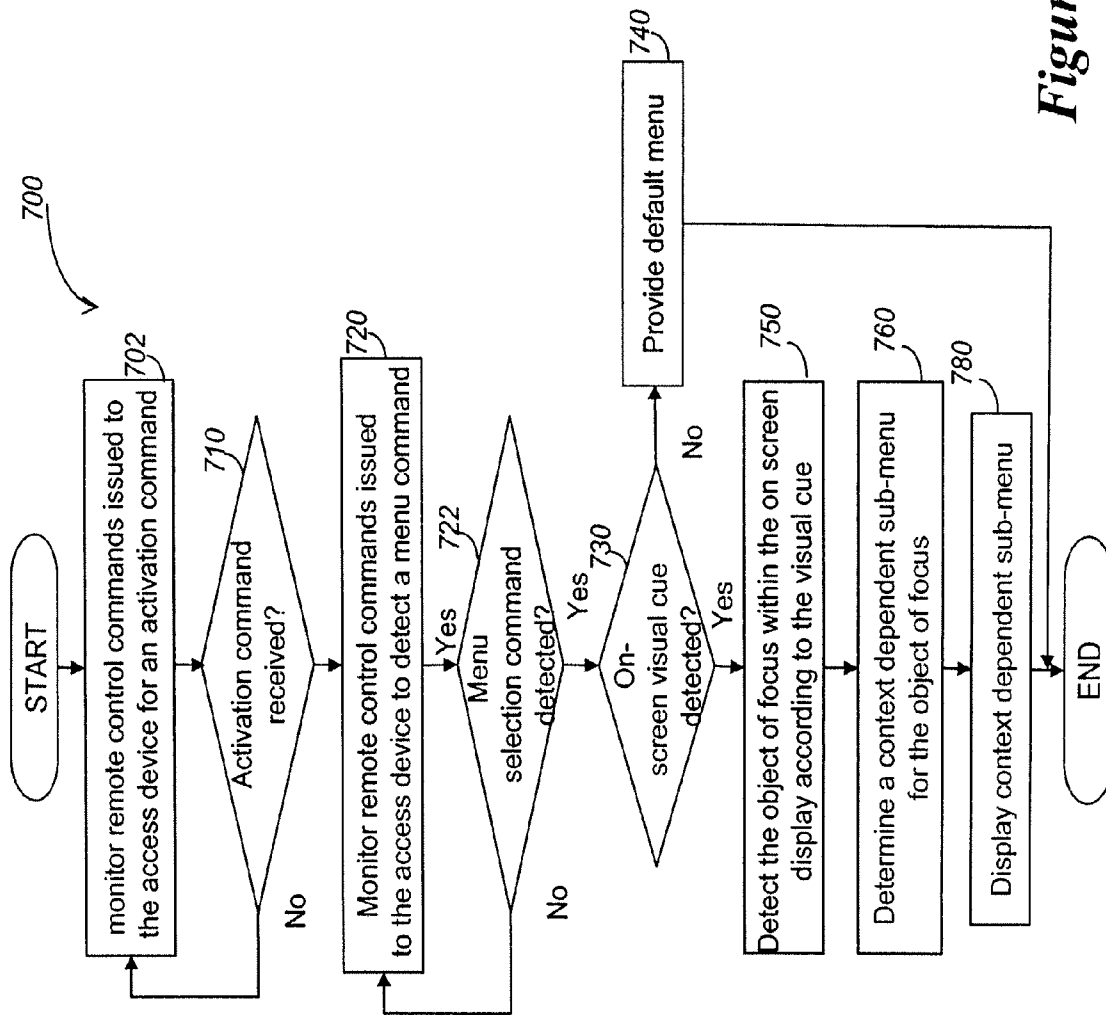 700
START
monitor remote control commands issued to
the access device for an activation command
702
Activation command
received?
710
No
Monitor remote control commands issued
to the access device to detect a menu command
720
Yes
Menu
selection command
detected?
722
No
Yes
On-
screen visual cue
detected?
730
No
Provide default menu
740
Yes
Detect the object of focus within the on screen
display according to the visual cue
750
Determine a context dependent sub-menu
for the object of focus
760
Display context dependent sub-menu
780
END